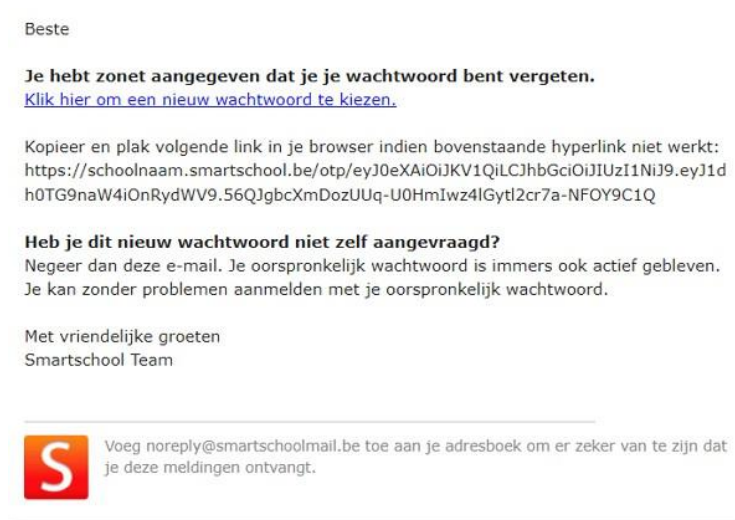 Beste
Je hebt zonet aangegeven dat je je wachtwoord bent vergeten.
Klik hier om een nieuw wachtwoord te kiezen.
Kopieer en plak volgende link in je browser indien bovenstaande hyperlink niet werkt:
https://schoolnaam.smartschool.be/otp/eyJ0eXAiOiJKV1QiLCJhbGciOiJIUzI1NiJ9.eyJ1d
h0TG9naW4iOnRydWV9.56QJgbcXmDozUUq-U0HmIwz4lGytl2cr7a-NFOY9C1Q
Heb je dit nieuw wachtwoord niet zelf aangevraagd?
Negeer dan deze e-mail. Je oorspronkelijk wachtwoord is immers ook actief gebleven.
Je kan zonder problemen aanmelden met je oorspronkelijk wachtwoord.
Met vriendelijke groeten
Smartschool Team
S
Voeg noreply@smartschoolmail.be toe aan je adresboek om er zeker van te zijn dat
je deze meldingen ontvangt.